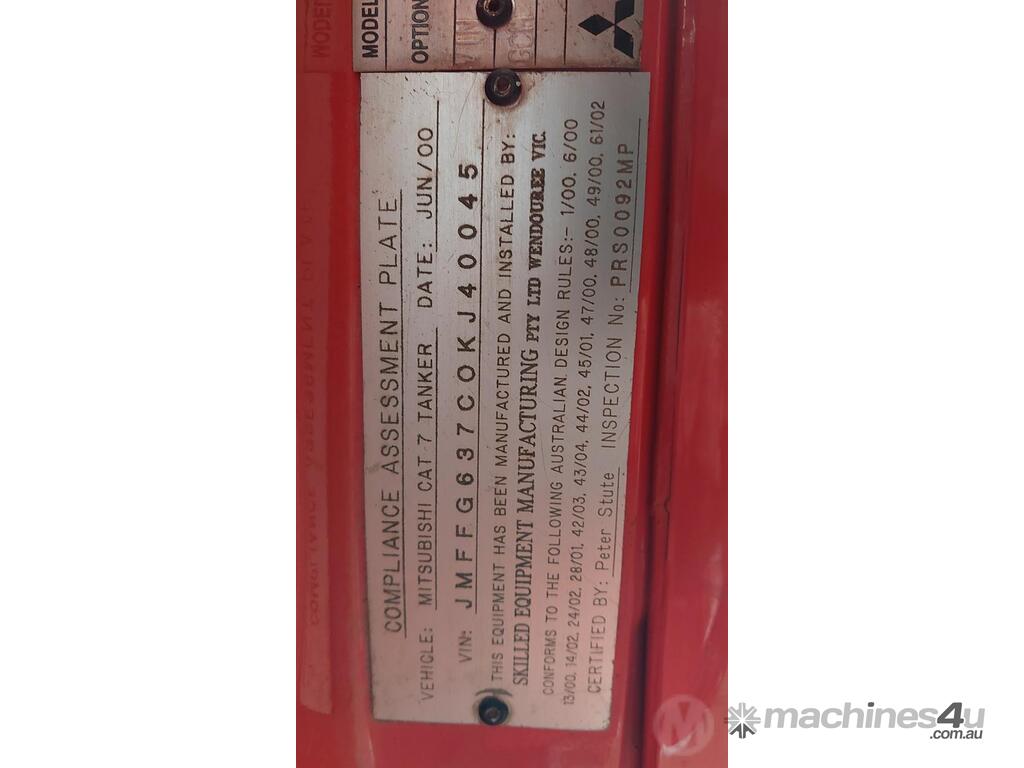 MODEL
OPTION
COMPLIANCE ASSESSMENT PLATE
VEHICLE: MITSUBISHI CAT 7 TANKER DATE: JUN/00
VIN: JMFFG637COKJ40045
THIS EQUIPMENT HAS BEEN MANUFACTURED AND INSTALLED BY:
SKILLED EQUIPMENT MANUFACTURING PTY LTD WENDOUREE VIC.
CONFORMS TO THE FOLLOWING AUSTRALIAN DESIGN RULES:- 1/00, 6/00
13/00, 14/02, 24/02, 28/01, 42/03, 43/04, 44/02, 45/01, 47/00, 48/00, 49/00, 61/02
CERTIFIED BY: Peter Stute INSPECTION No: PRS0092MP
machines4u
.com.au